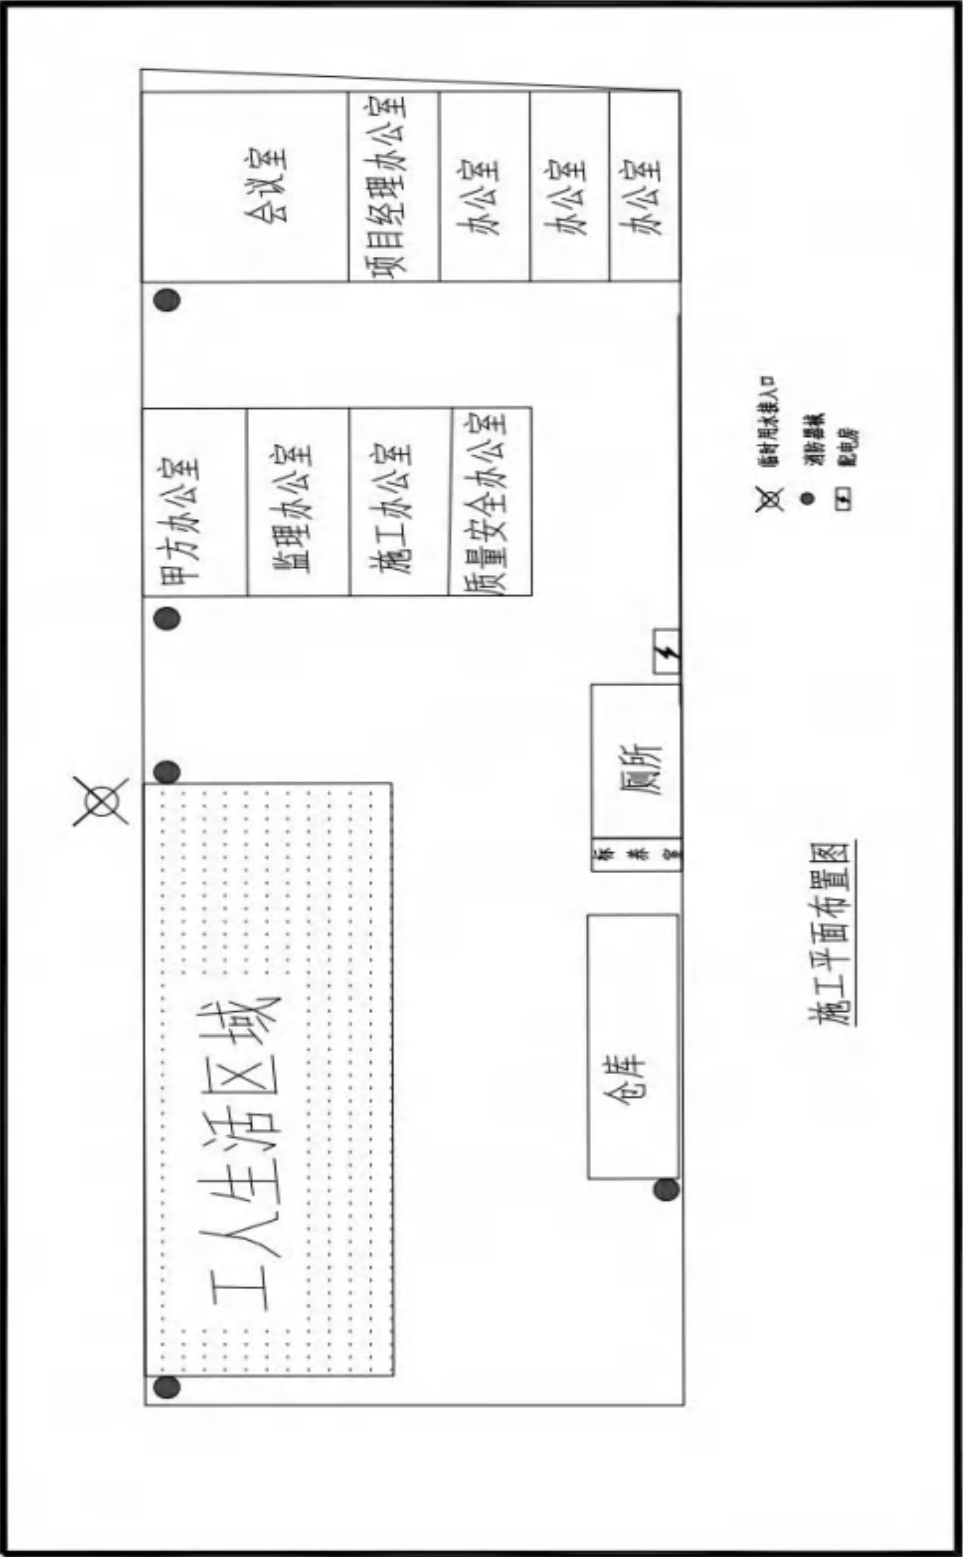 工人生活区域
甲方办公室
监理办公室
施工办公室
质量安全办公室
会议室
项目经理办公室
办公室
办公室
办公室
仓库
标养室
厕所
临时用水接入口
消防器械
配电房
施工平面布置图